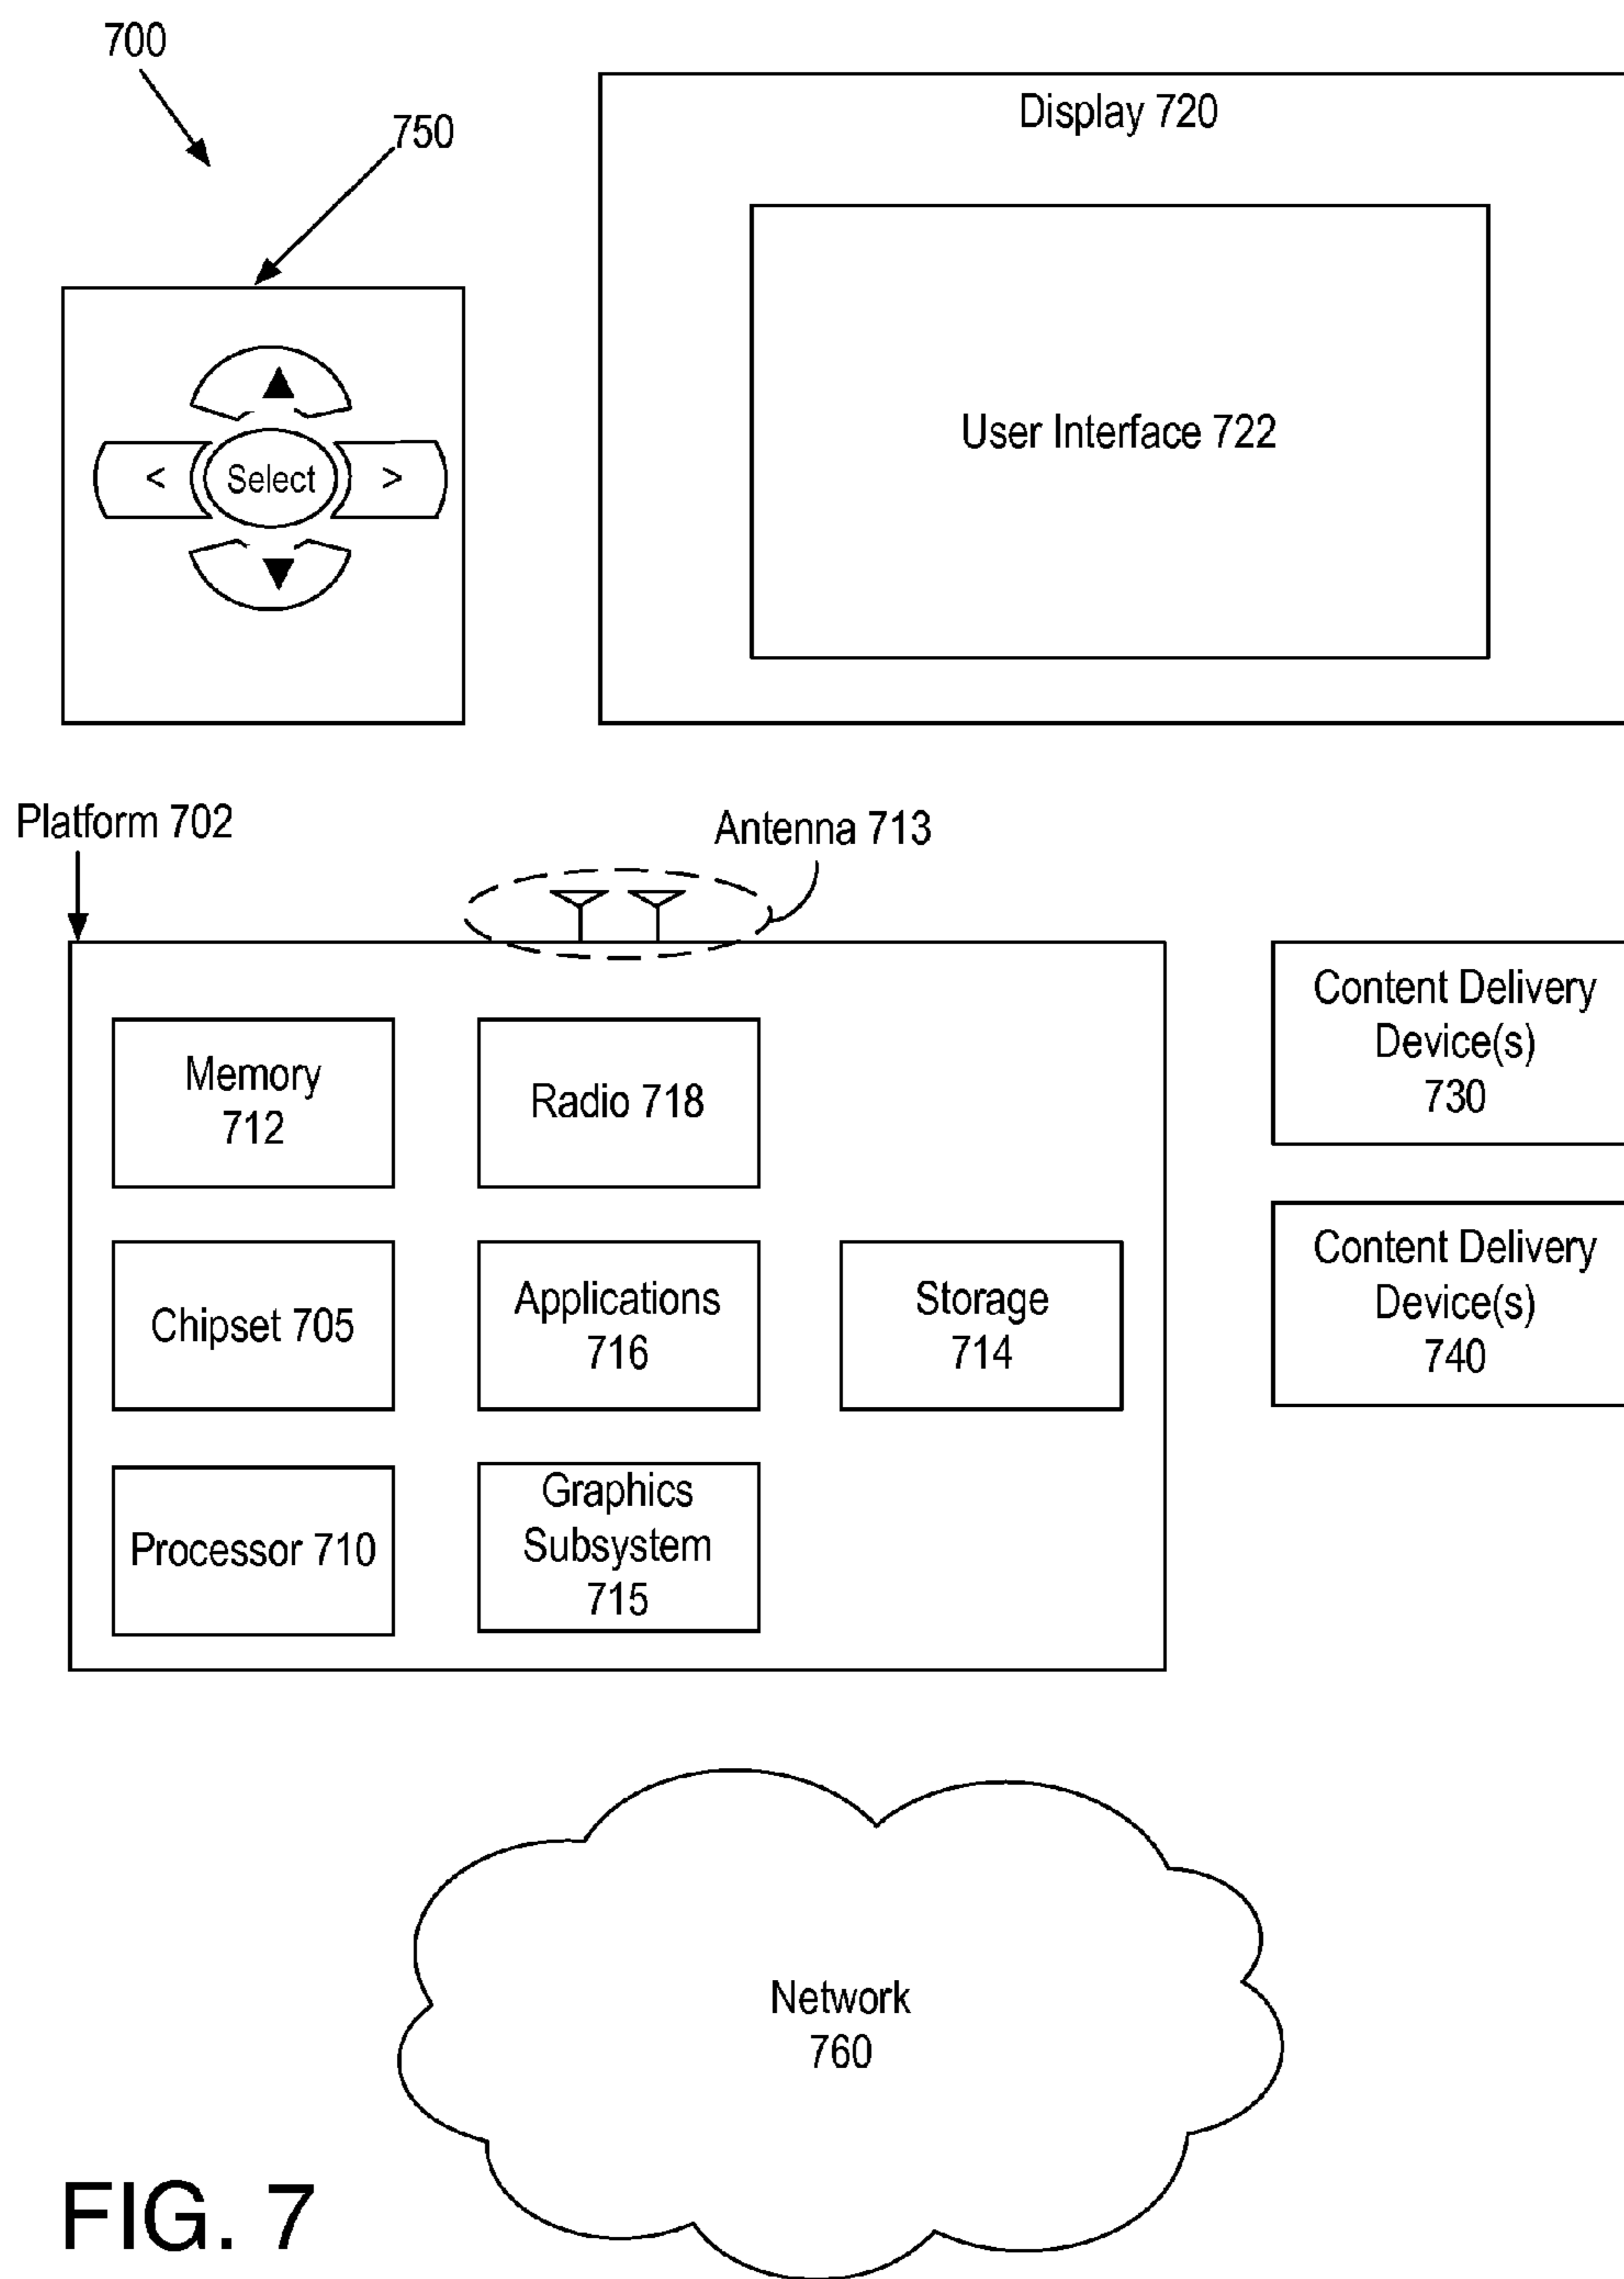 700
750
Display 720
User Interface 722
<
Select
>
Platform 702
Antenna 713
Memory
712
Radio 718
Content Delivery
Device(s)
730
Chipset 705
Applications
716
Storage
714
Content Delivery
Device(s)
740
Processor 710
Graphics
Subsystem
715
Network
760
FIG. 7